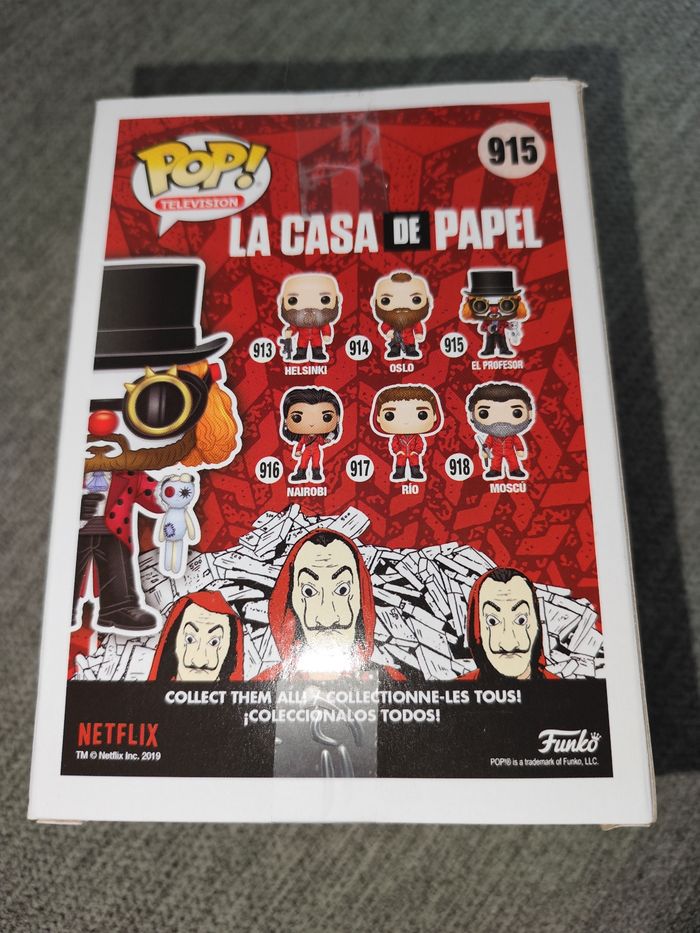 POP!
TELEVISION
915
LA CASA DE PAPEL
913
HELSINKI
914
OSLO
915
EL PROFESOR
916
NAIROBI
917
RÍO
918
MOSCÚ
COLLECT THEM ALL! / COLLECTIONNE-LES TOUS!
¡COLECCIÓNALOS TODOS!
NETFLIX
TM © Netflix Inc. 2019
Funko
POP!® is a trademark of Funko, LLC.